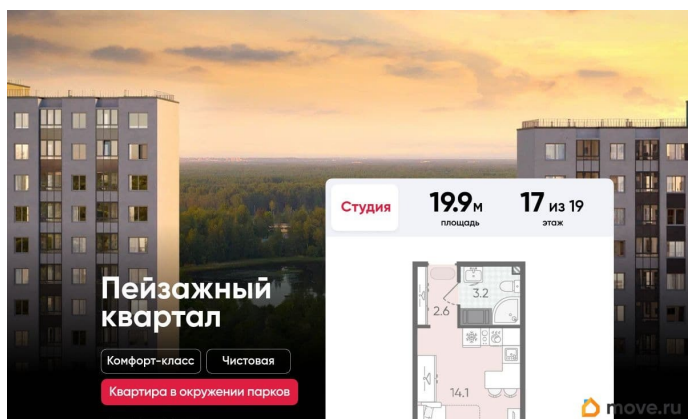 Студия
19.9м
площадь
17 из 19
этаж
3.2
2.6
14.1
Пейзажный
квартал
Комфорт-класс
Чистовая
Квартира в окружении парков
move.ru